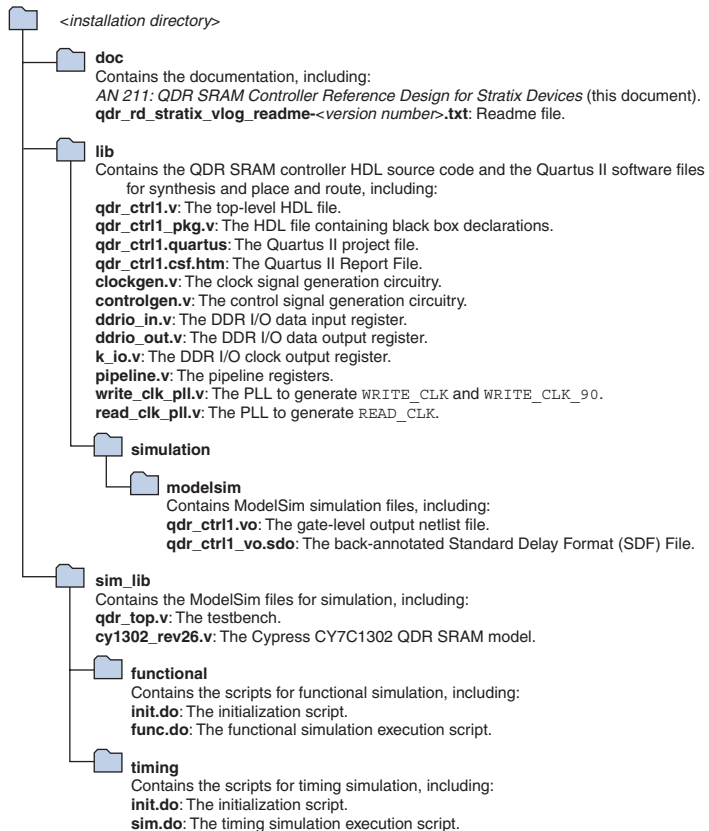 <installation directory>
doc
Contains the documentation, including:
AN 211: QDR SRAM Controller Reference Design for Stratix Devices (this document).
qdr_rd_stratix_vlog_readme-<version number>.txt: Readme file.
lib
Contains the QDR SRAM controller HDL source code and the Quartus II software files
for synthesis and place and route, including:
qdr_ctrl1.v: The top-level HDL file.
qdr_ctrl1_pkg.v: The HDL file containing black box declarations.
qdr_ctrl1.quartus: The Quartus II project file.
qdr_ctrl1.csf.htm: The Quartus II Report File.
clockgen.v: The clock signal generation circuitry.
controlgen.v: The control signal generation circuitry.
ddrio_in.v: The DDR I/O data input register.
ddrio_out.v: The DDR I/O data output register.
k_io.v: The DDR I/O clock output register.
pipeline.v: The pipeline registers.
write_clk_pll.v: The PLL to generate WRITE_CLK and WRITE_CLK_90.
read_clk_pll.v: The PLL to generate READ_CLK.
simulation
modelsim
Contains ModelSim simulation files, including:
qdr_ctrl1.vo: The gate-level output netlist file.
qdr_ctrl1_vo.sdo: The back-annotated Standard Delay Format (SDF) File.
sim_lib
Contains the ModelSim files for simulation, including:
qdr_top.v: The testbench.
cy1302_rev26.v: The Cypress CY7C1302 QDR SRAM model.
functional
Contains the scripts for functional simulation, including:
init.do: The initialization script.
func.do: The functional simulation execution script.
timing
Contains the scripts for timing simulation, including:
init.do: The initialization script.
sim.do: The timing simulation execution script.